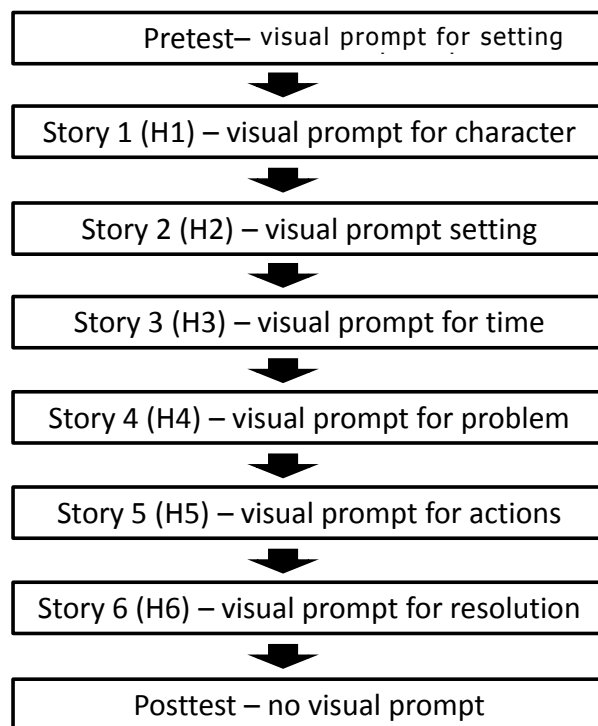 Pretest– visual prompt for setting
Story 1 (H1) – visual prompt for character
Story 2 (H2) – visual prompt setting
Story 3 (H3) – visual prompt for time
Story 4 (H4) – visual prompt for problem
Story 5 (H5) – visual prompt for actions
Story 6 (H6) – visual prompt for resolution
Posttest – no visual prompt